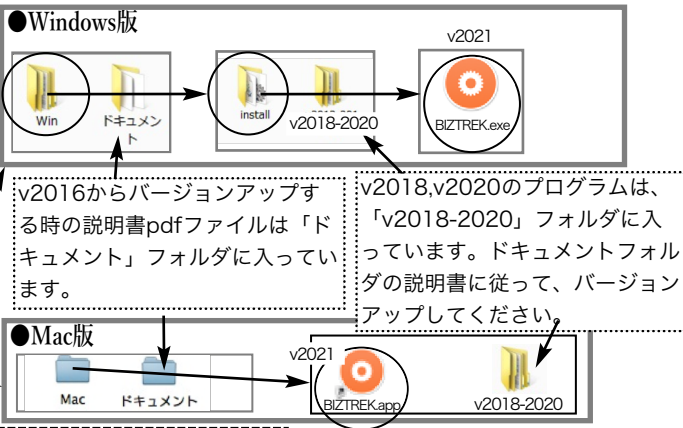 ●Windows版
v2021
Win
ドキュメン
ト
install
v2018-2020
BIZTREK.exe
v2016からバージョンアップす
る時の説明書pdfファイルは「ド
キュメント」フォルダに入ってい
ます。
v2018,v2020のプログラムは、
「v2018-2020」フォルダに入
っています。ドキュメントフォル
ダの説明書に従って、バージョン
アップしてください。
●Mac版
v2021
Mac
ドキュメント
BIZTREK.app
v2018-2020